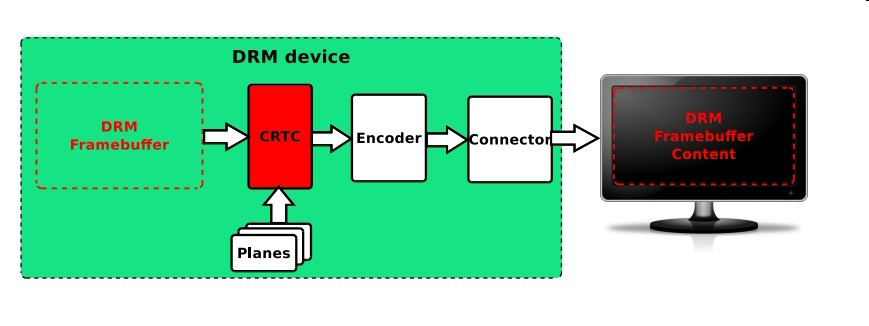 DRM device
DRM
Framebuffer
CRTC
Encoder
Connector
Planes
DRM
Framebuffer
Content